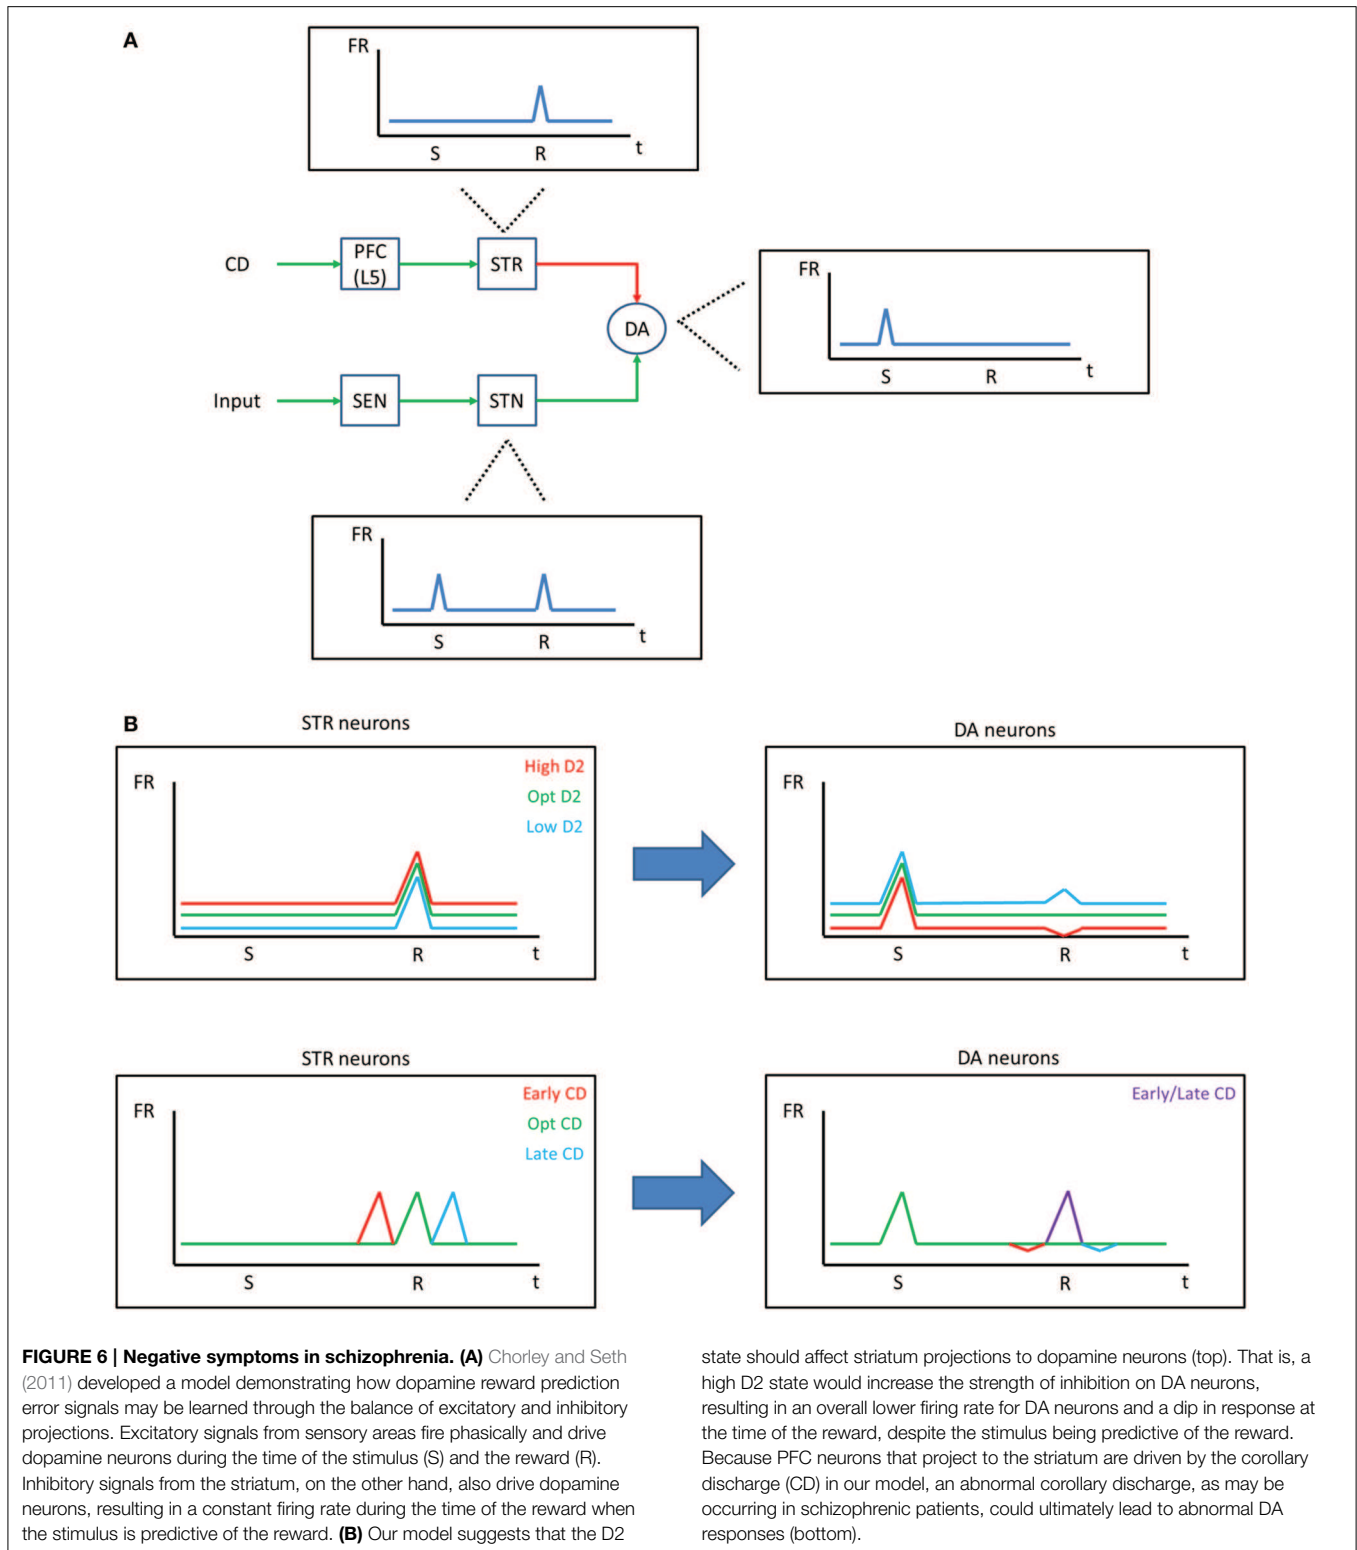 A
FR
S
R
t
CD
PFC
(L5)
STR
DA
FR
S
R
t
Input
SEN
STN
FR
S
R
t
B
STR neurons
FR
High D2
Opt D2
Low D2
S
R
t
DA neurons
FR
S
R
t
STR neurons
FR
Early CD
Opt CD
Late CD
S
R
t
DA neurons
FR
Early/Late CD
S
R
t
FIGURE 6 | Negative symptoms in schizophrenia. (A) Chorley and Seth
(2011) developed a model demonstrating how dopamine reward prediction
error signals may be learned through the balance of excitatory and inhibitory
projections. Excitatory signals from sensory areas fire phasically and drive
dopamine neurons during the time of the stimulus (S) and the reward (R).
Inhibitory signals from the striatum, on the other hand, also drive dopamine
neurons, resulting in a constant firing rate during the time of the reward when
the stimulus is predictive of the reward. (B) Our model suggests that the D2
state should affect striatum projections to dopamine neurons (top). That is, a
high D2 state would increase the strength of inhibition on DA neurons,
resulting in an overall lower firing rate for DA neurons and a dip in response at
the time of the reward, despite the stimulus being predictive of the reward.
Because PFC neurons that project to the striatum are driven by the corollary
discharge (CD) in our model, an abnormal corollary discharge, as may be
occurring in schizophrenic patients, could ultimately lead to abnormal DA
responses (bottom).